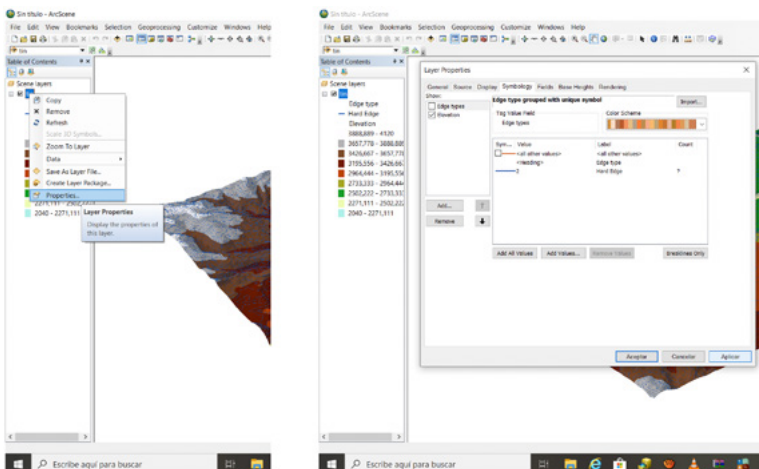 Sin título - ArcScene
File Edit View Bookmarks Selection Geoprocessing Customize Windows Help
tin
Table of Contents
Scene layers
Copy
Remove
Refresh
Scale 3D Symbols...
Zoom To Layer
Data
Save As Layer File...
Create Layer Package...
Properties...
2271,111 - 2502,222
2040 - 2271,111
Layer Properties
Display the properties of
this layer.
Escribe aquí para buscar
Sin título - ArcScene
File Edit View Bookmarks Selection Geoprocessing Customize Windows Help
tin
Table of Contents
Scene layers
tin
Edge type
Hard Edge
Elevation
3888,889 - 4120
3657,778 - 3888,889
3426,667 - 3657,778
3195,556 - 3426,667
2964,444 - 3195,556
2733,333 - 2964,444
2502,222 - 2733,333
2271,111 - 2502,222
2040 - 2271,111
Layer Properties
General Source Display Symbology Fields Base Heights Rendering
Show:
Edge types
Elevation
Edge type grouped with unique symbol
Import...
Tag Value Field
Edge types
Color Scheme
Sym... Value Label Count
<all other values> <all other values>
<Heading> Edge type
2 Hard Edge ?
Add...
Remove
Add All Values Add Values... Remove Values Breaklines Only
Aceptar Cancelar Aplicar
Escribe aquí para buscar